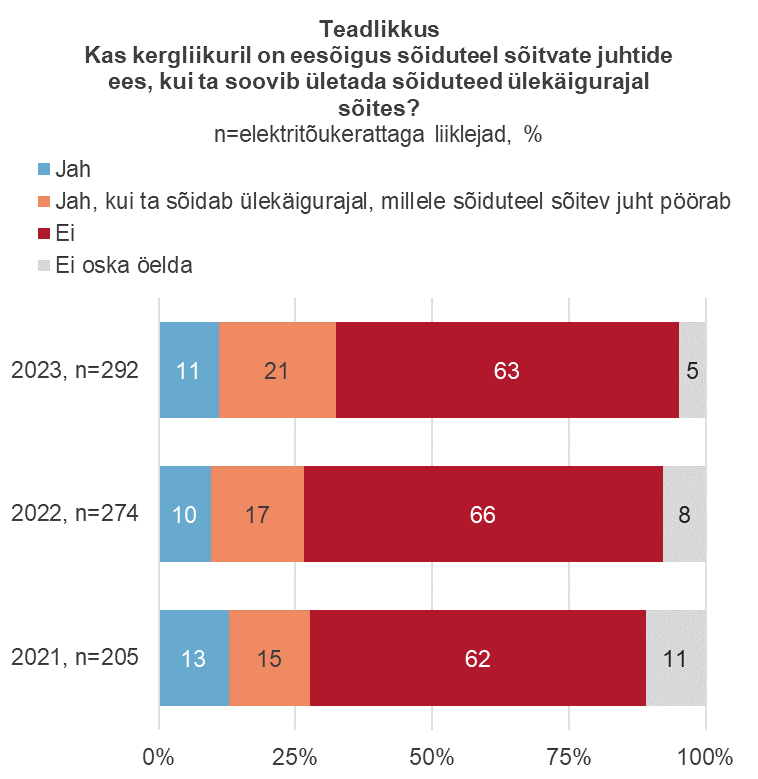 Teadlikkus
Kas kergliikuril on eesõigus sõiduteel sõitvate juhtide
ees, kui ta soovib ületada sõiduteed ülekäigurajal
sõites?
n=elektritõukerattaga liiklejad, %
Jah
Jah, kui ta sõidab ülekäigurajal, millele sõiduteel sõitev juht pöörab
Ei
Ei oska öelda
2023, n=292 11 21 63 5
2022, n=274 10 17 66 8
2021, n=205 13 15 62 11
0% 25% 50% 75% 100%